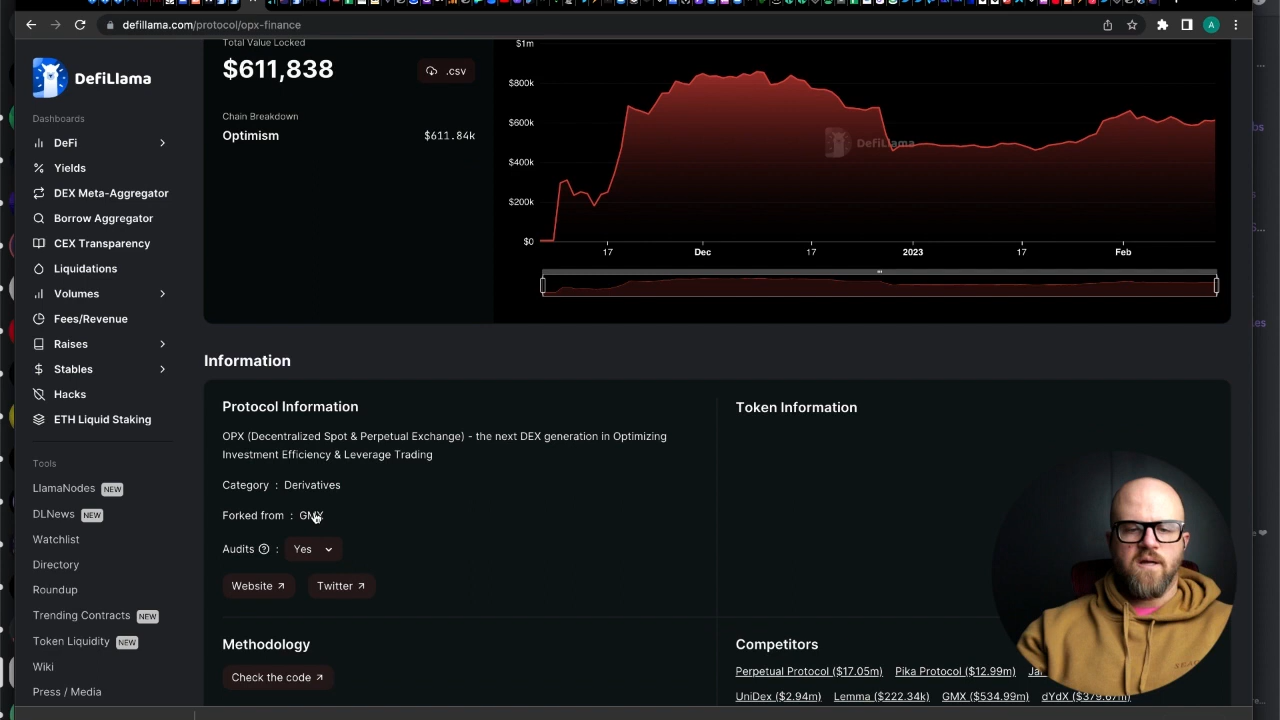 defillama.com/protocol/opx-finance
A
DefiLlama
Dashboards
DeFi
Yields
DEX Meta-Aggregator
Borrow Aggregator
CEX Transparency
Liquidations
Volumes
Fees/Revenue
Raises
Stables
Hacks
ETH Liquid Staking
Tools
LlamaNodes NEW
DLNews NEW
Watchlist
Directory
Roundup
Trending Contracts NEW
Token Liquidity NEW
Wiki
Press / Media
Total Value Locked
$611,838
.csv
Chain Breakdown
Optimism $611.84k
$1m
$800k
$600k
$400k
$200k
$0
DefiLlama
17 Dec 17 2023 17 Feb
Information
Protocol Information
OPX (Decentralized Spot & Perpetual Exchange) - the next DEX generation in Optimizing
Investment Efficiency & Leverage Trading
Category : Derivatives
Forked from : GMX
Audits : Yes
Website Twitter
Methodology
Check the code
Token Information
Competitors
Perpetual Protocol ($17.05m) Pika Protocol ($12.99m)
UniDex ($2.94m) Lemma ($222.34k) GMX ($534.99m) dYdX